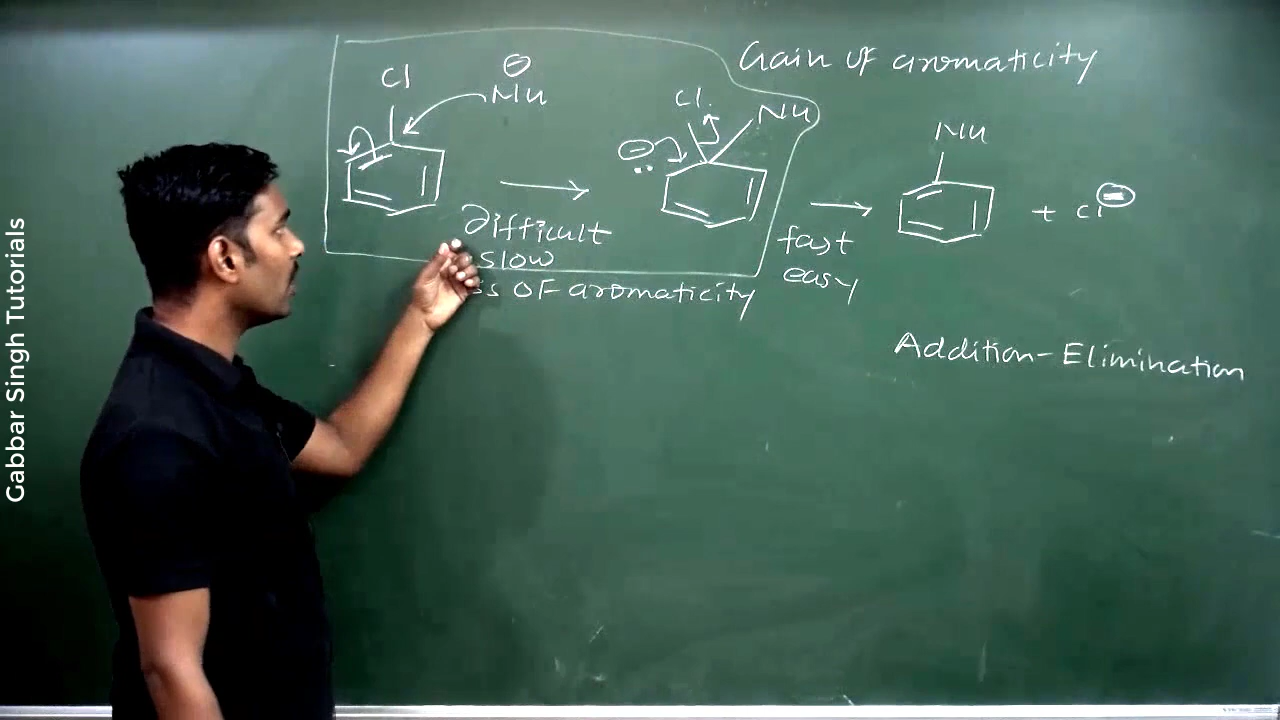 Gain of aromaticity
Cl
⊖
Nu
Cl
Nu
⊖
Nu
+ Cl⊖
Difficult
slow
fast
easy
ss OF aromaticity
Addition-Elimination
Gabbar Singh Tutorials